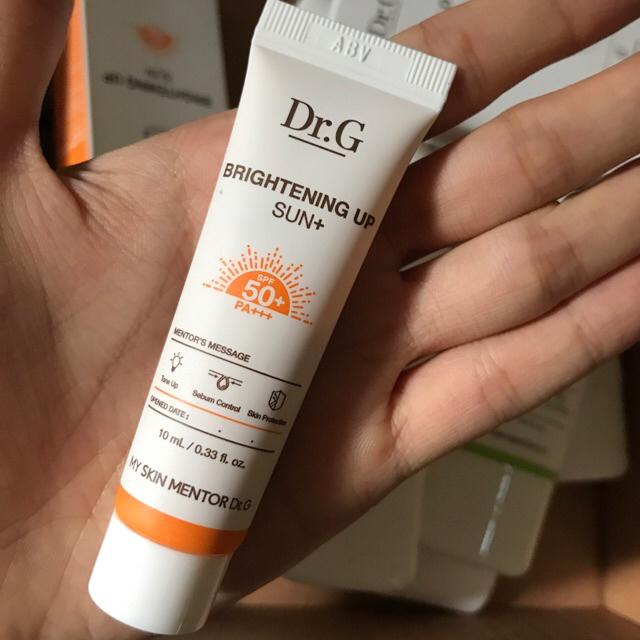 ABV
Dr.G
BRIGHTENING UP
SUN+
SPF
50+
PA+++
MENTOR'S MESSAGE
Tone Up
Sebum Control
Skin Protection
OPENED DATE : . .
10 mL / 0.33 fl. oz.
MY SKIN MENTOR Dr.G